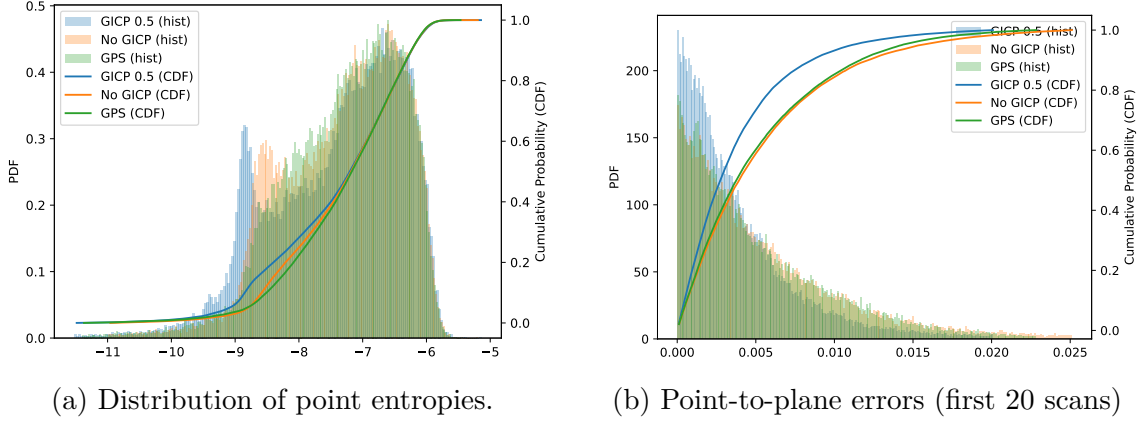 0.5
0.4
0.3
0.2
0.1
0.0
PDF
GICP 0.5 (hist)
No GICP (hist)
GPS (hist)
GICP 0.5 (CDF)
No GICP (CDF)
GPS (CDF)
1.0
0.8
0.6
0.4
0.2
0.0
Cumulative Probability (CDF)
−11 −10 −9 −8 −7 −6 −5
(a) Distribution of point entropies.
200
150
100
50
0
PDF
GICP 0.5 (hist)
No GICP (hist)
GPS (hist)
GICP 0.5 (CDF)
No GICP (CDF)
GPS (CDF)
1.0
0.8
0.6
0.4
0.2
0.0
Cumulative Probability (CDF)
0.000 0.005 0.010 0.015 0.020 0.025
(b) Point-to-plane errors (first 20 scans)